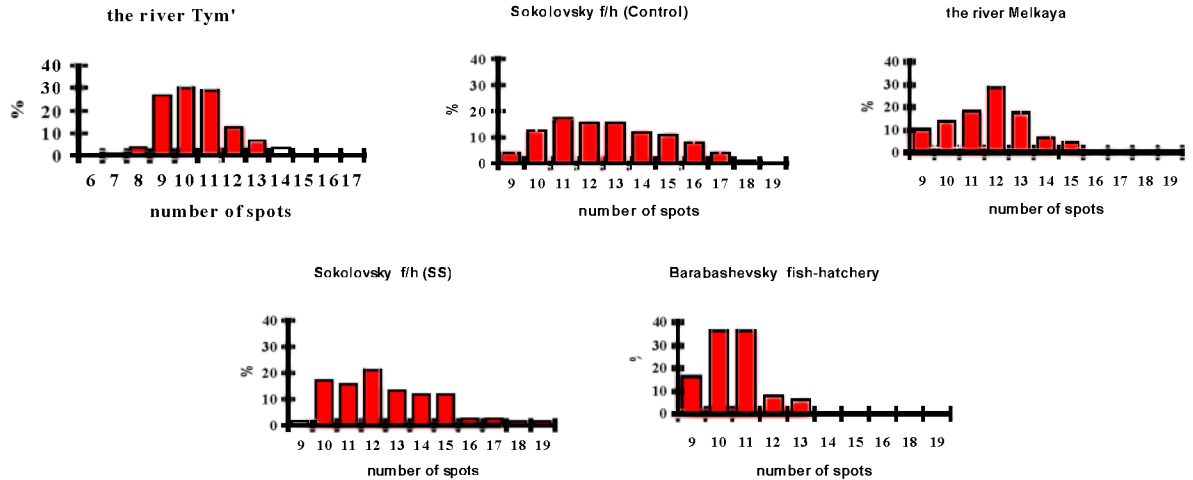 the river Tym'
40
30
%
20
10
0
6 7 8 9 10 11 12 13 14 15 16 17
number of spots
Sokolovsky f/h (Control)
40
30
%
20
10
0
9 10 11 12 13 14 15 16 17 18 19
number of spots
the river Melkaya
40
30
%
20
10
0
9 10 11 12 13 14 15 16 17 18 19
number of spots
Sokolovsky f/h (SS)
40
30
%
20
10
0
9 10 11 12 13 14 15 16 17 18 19
number of spots
Barabashevsky fish-hatchery
40
30
20
10
0
9 10 11 12 13 14 15 16 18 19
number of spots